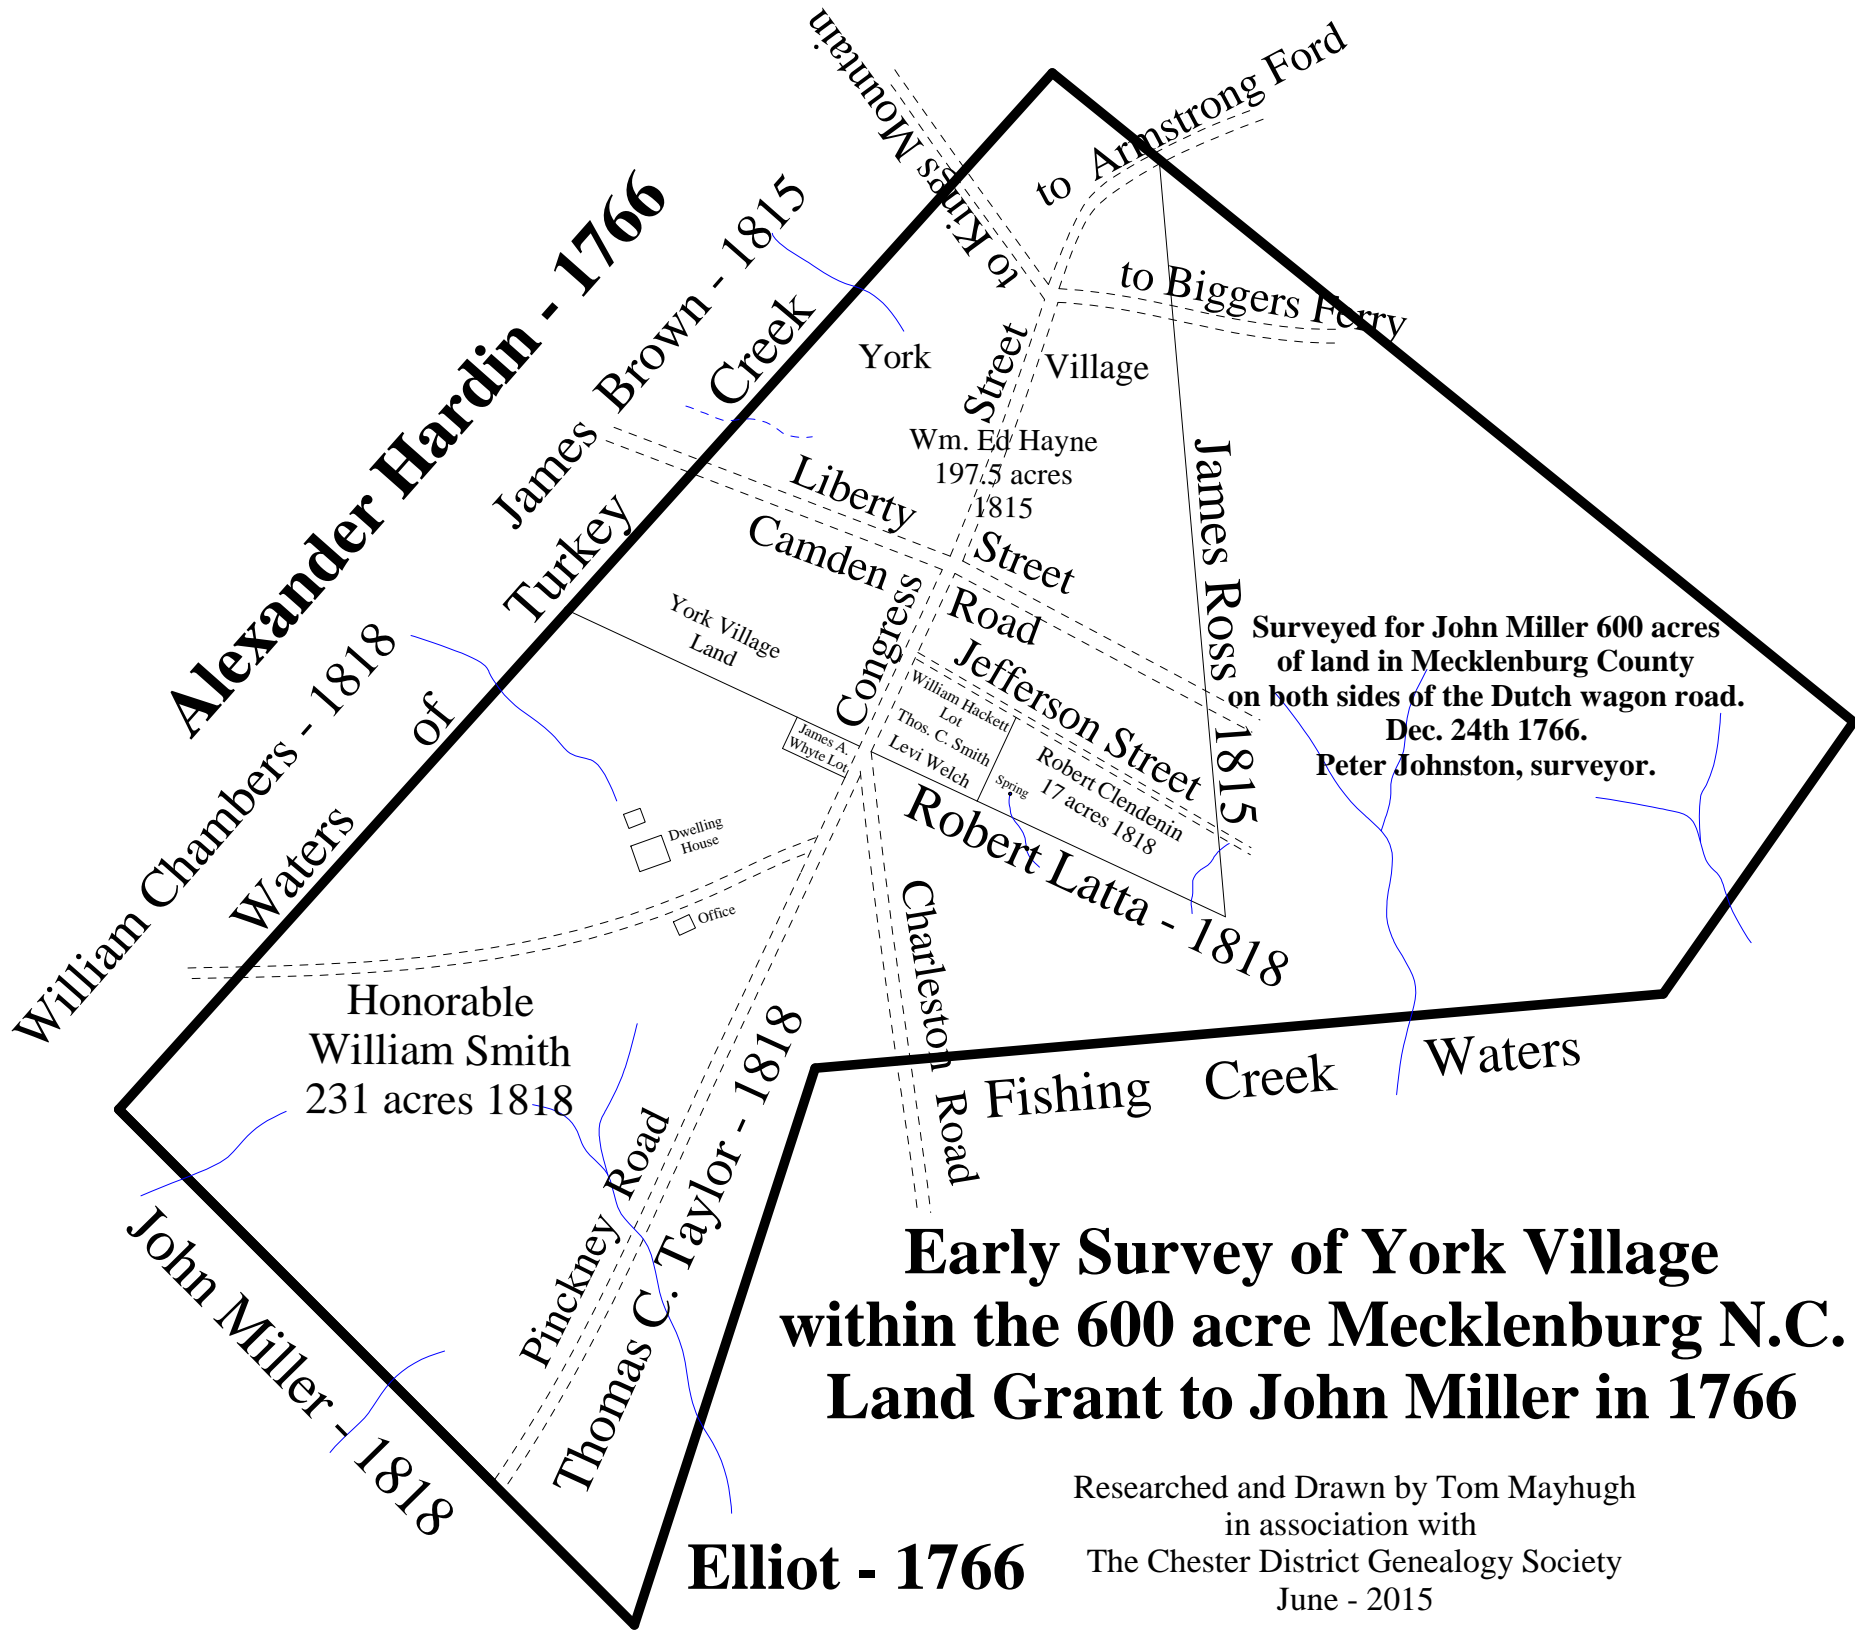 to Kings Mountain
to Armstrong Ford
to Biggers Ferry
Alexander Hardin - 1766
James Brown - 1815
William Chambers - 1818
Waters of Turkey Creek
York Village
Wm. Ed Hayne
197.5 acres
1815
Liberty Street
Camden Road
Congress Street
Jefferson Street
James Ross 1815
York Village
Land
James A.
Whyte Lot
William Hackett
Lot
Thos. C. Smith
Levi Welch
Spring
Robert Clendenin
17 acres 1818
Robert Latta - 1818
Surveyed for John Miller 600 acres
of land in Mecklenburg County
on both sides of the Dutch wagon road.
Dec. 24th 1766.
Peter Johnston, surveyor.
Dwelling
House
Office
Honorable
William Smith
231 acres 1818
Charleston Road
Pinckney Road
Thomas C. Taylor - 1818
John Miller - 1818
Fishing Creek Waters
Elliot - 1766
Early Survey of York Village
within the 600 acre Mecklenburg N.C.
Land Grant to John Miller in 1766
Researched and Drawn by Tom Mayhugh
in association with
The Chester District Genealogy Society
June - 2015